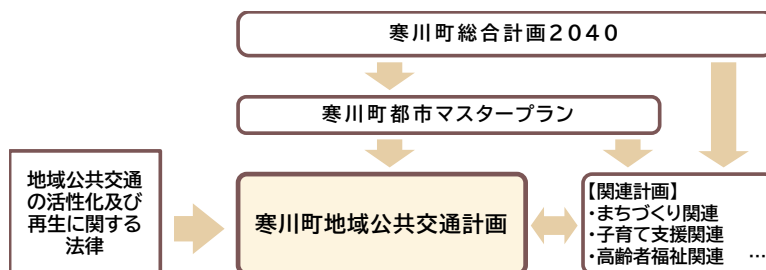 寒川町総合計画2040
寒川町都市マスタープラン
地域公共交通
の活性化及び
再生に関する
法律
寒川町地域公共交通計画
【関連計画】
・まちづくり関連
・子育て支援関連
・高齢者福祉関連 …